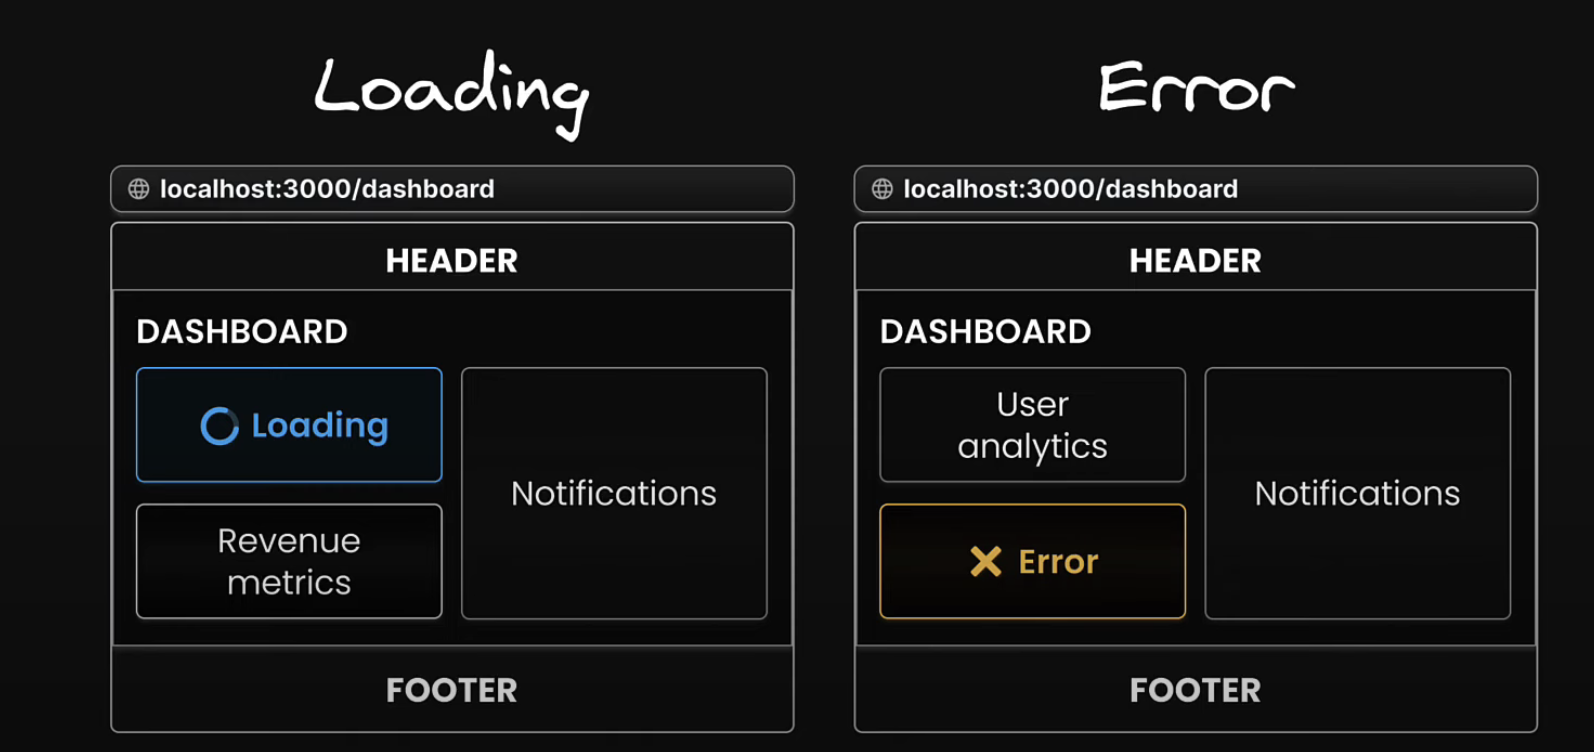 Loading
localhost:3000/dashboard
HEADER
DASHBOARD
Loading
Revenue
metrics
Notifications
FOOTER
Error
localhost:3000/dashboard
HEADER
DASHBOARD
User
analytics
Error
Notifications
FOOTER